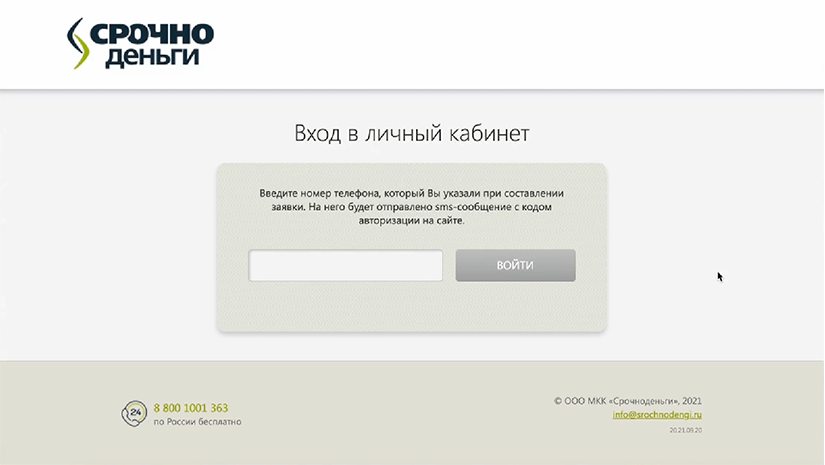 СРОЧНО
деньги
Вход в личный кабинет
Введите номер телефона, который Вы указали при составлении
заявки. На него будет отправлено sms-сообщение с кодом
авторизации на сайте.
ВОЙТИ
24
8 800 1001 363
по России бесплатно
© ООО МКК «Срочноденьги», 2021
info@srochnodengi.ru
20.21.09.20